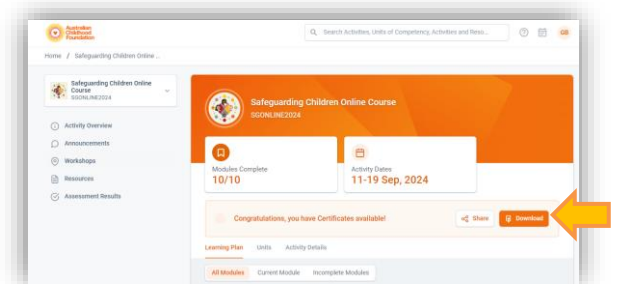 Australian
Childhood
Foundation
Search Activities, Units of Competency, Activities and Reso...
GB
Home / Safeguarding Children Online ...
Safeguarding Children Online
Course
SGONLINE2024
Activity Overview
Announcements
Workshops
Resources
Assessment Results
Safeguarding Children Online Course
SGONLINE2024
Modules Complete
10/10
Activity Dates
11-19 Sep, 2024
Congratulations, you have Certificates available!
Share
Download
Learning Plan Units Activity Details
All Modules Current Module Incomplete Modules